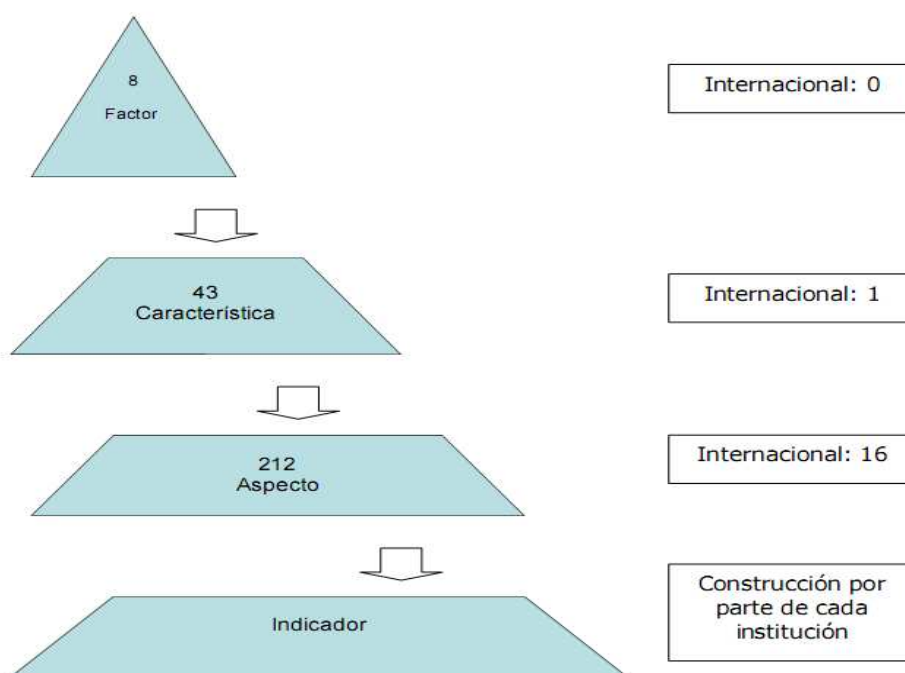 8
Factor
Internacional: 0
43
Característica
Internacional: 1
212
Aspecto
Internacional: 16
Indicador
Construcción por
parte de cada
institución